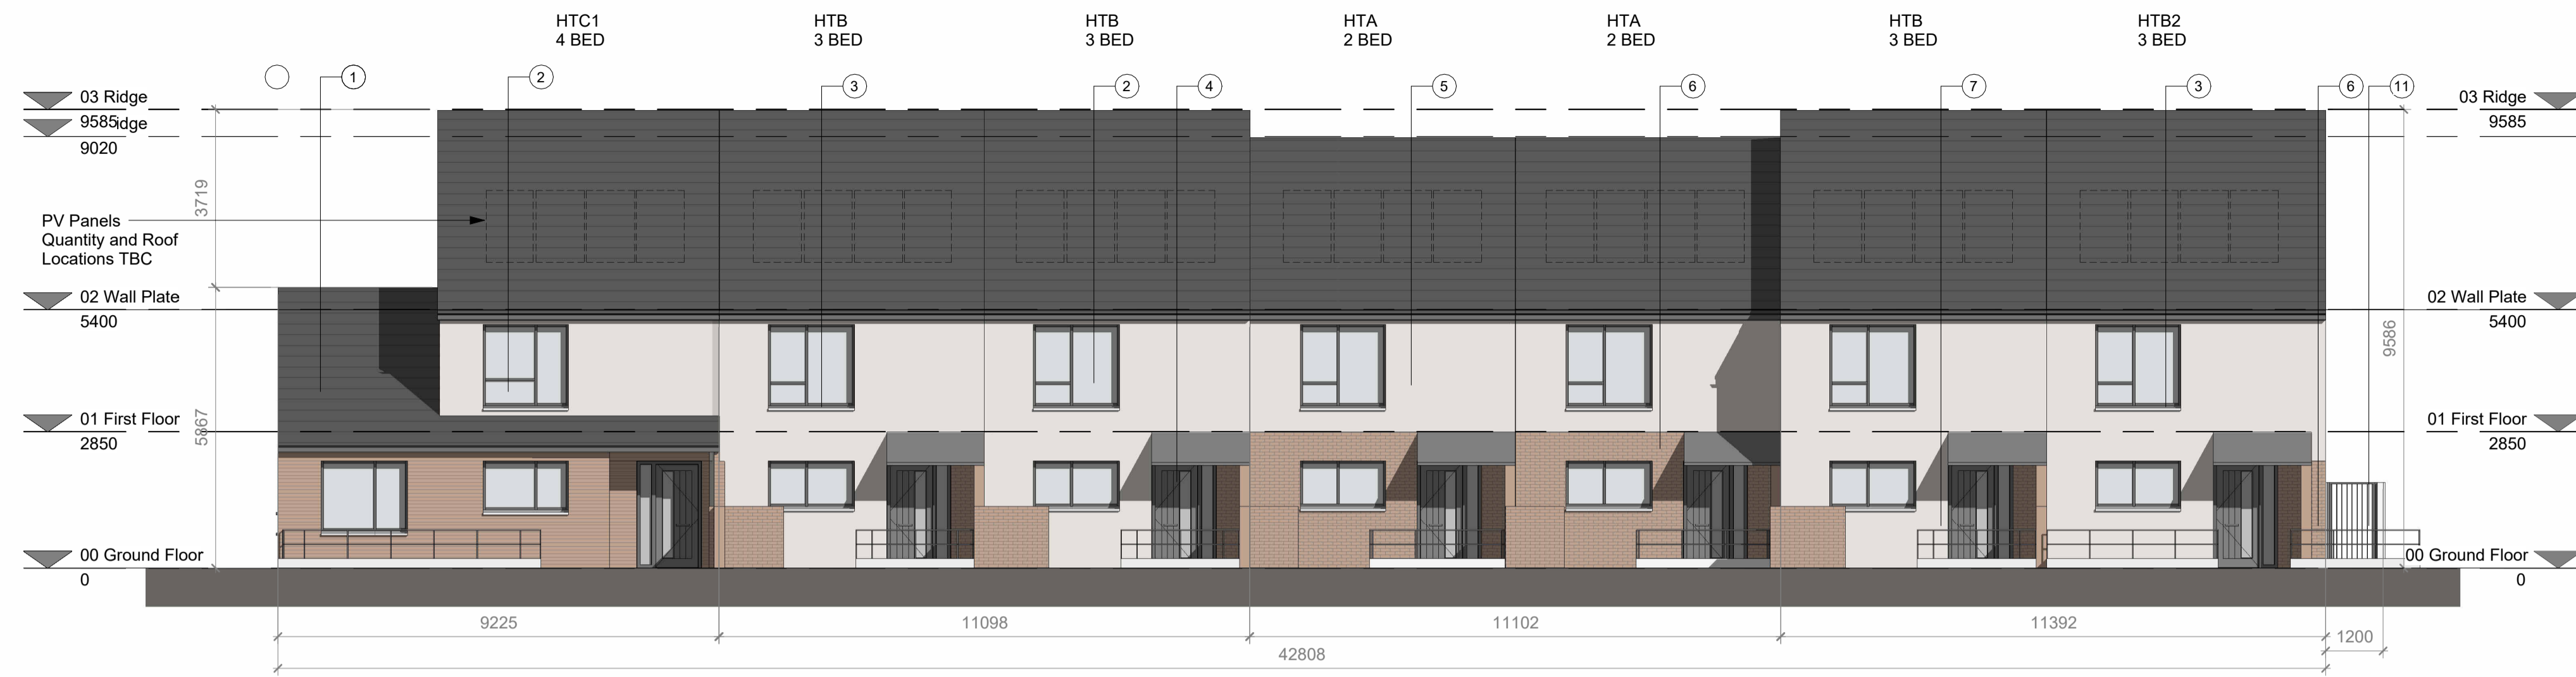 HTC1
4 BED
HTB
3 BED
HTB
3 BED
HTA
2 BED
HTA
2 BED
HTB
3 BED
HTB2
3 BED
1
2
3
2
4
5
6
7
3
6
11
03 Ridge
9585
idge
9020
03 Ridge
9585
3719
PV Panels
Quantity and Roof
Locations TBC
02 Wall Plate
5400
02 Wall Plate
5400
9586
01 First Floor
2850
5867
01 First Floor
2850
00 Ground Floor
0
00 Ground Floor
0
9225
11098
11102
11392
1200
42808